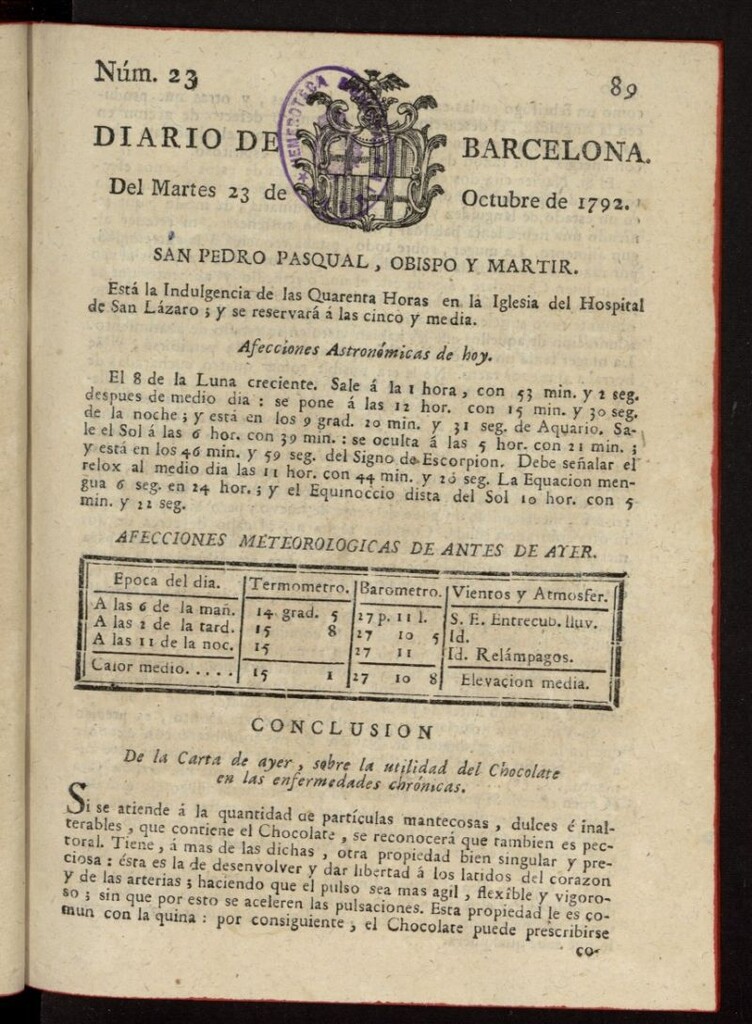 Núm. 23
89
DIARIO DE BARCELONA.
Del Martes 23 de Octubre de 1792.
HEMEROTECA
SAN PEDRO PASQUAL, OBISPO Y MARTIR.
Está la Indulgencia de las Quarenta Horas en la Iglesia del Hospital
de San Lázaro; y se reservará á las cinco y media.
Afecciones Astronómicas de hoy.
El 8 de la Luna creciente. Sale á la 1 hora, con 53 min. y 2 seg.
despues de medio dia: se pone á las 12 hor. con 15 min. y 30 seg.
de la noche; y está en los 9 grad. 20 min. y 31 seg. de Aquario. Sa-
le el Sol á las 6 hor. con 39 min.: se oculta á las 5 hor. con 21 min.;
y está en los 46 min. y 59 seg. del Signo de Escorpion. Debe señalar el
relox al medio dia las 11 hor. con 44 min. y 20 seg. La Equacion men-
gua 6 seg. en 24 hor.; y el Equinoccio dista del Sol 10 hor. con 5
min. y 22 seg.
AFECCIONES METEOROLOGICAS DE ANTES DE AYER.
Epoca del dia. Termometro. Barometro. Vientos y Atmosfer.
A las 6 de la mañ. 14 grad. 5 27 p. 11 l. S. E. Entrecub. lluv.
A las 2 de la tard. 15 8 27 10 5 Id.
A las 11 de la noc. 15 27 11 Id. Relámpagos.
Calor medio..... 15 1 27 10 8 Elevacion media.
CONCLUSION
De la Carta de ayer, sobre la utilidad del Chocolate
en las enfermedades chrónicas.
Si se atiende á la quantidad de partículas mantecosas, dulces é inal-
terables, que contiene el Chocolate, se reconocerá que tambien es pec-
toral. Tiene, á mas de las dichas, otra propiedad bien singular y pre-
ciosa: ésta es la de desenvolver y dar libertad á los latidos del corazon
y de las arterias; haciendo que el pulso sea mas agil, flexible y vigoro-
so; sin que por esto se aceleren las pulsaciones. Esta propiedad le es co-
mun con la quina: por consiguiente, el Chocolate puede prescribirse
co-